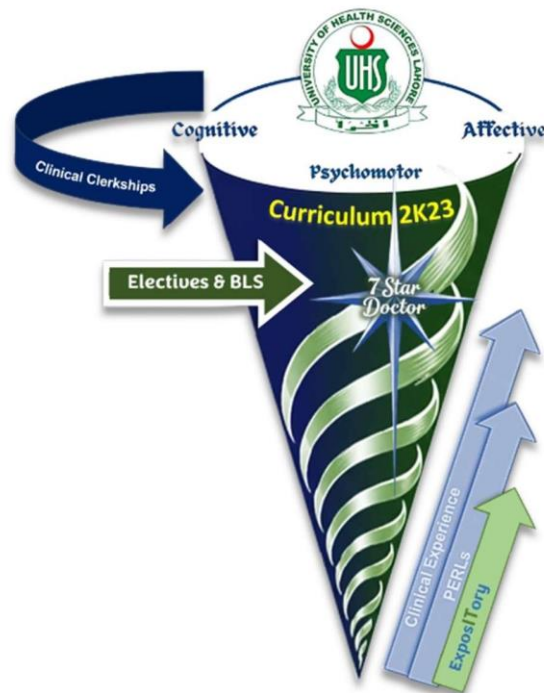 UNIVERSITY OF HEALTH SCIENCES LAHORE
UHS
اقرا
Cognitive
Affective
Psychomotor
Clinical Clerkships
Curriculum 2K23
Electives & BLS
7 Star
Doctor
Clinical Experience
PERLs
ExposITory